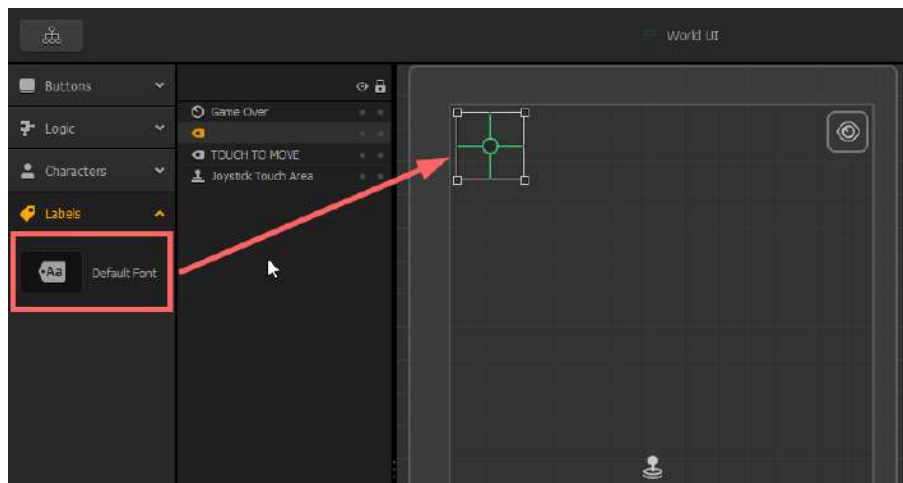 World UI
Buttons
Logic
Characters
Labels
Aa Default Font
Game Over
TOUCH TO MOVE
Joystick Touch Area